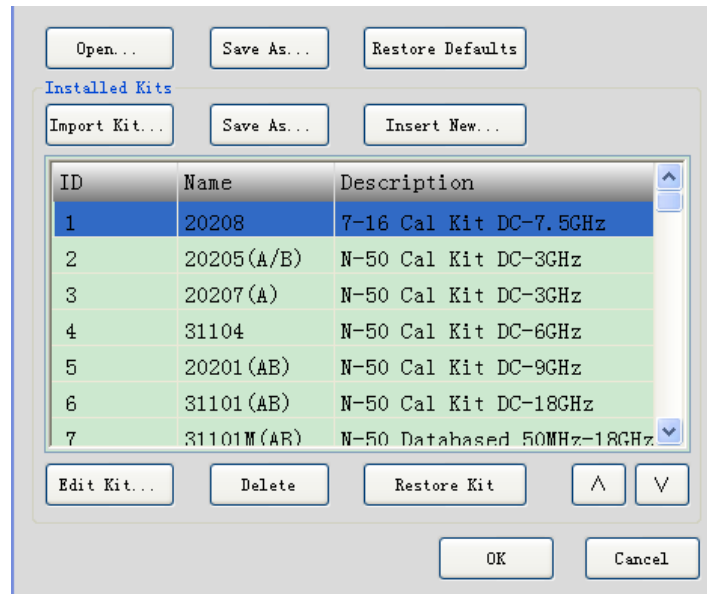 Open... Save As... Restore Defaults
Installed Kits
Import Kit... Save As... Insert New...
ID Name Description
1 20208 7-16 Cal Kit DC-7.5GHz
2 20205(A/B) N-50 Cal Kit DC-3GHz
3 20207(A) N-50 Cal Kit DC-3GHz
4 31104 N-50 Cal Kit DC-6GHz
5 20201(AB) N-50 Cal Kit DC-9GHz
6 31101(AB) N-50 Cal Kit DC-18GHz
7 31101M(AB) N-50 Databased 50MHz-18GHz
Edit Kit... Delete Restore Kit ∧ ∨
OK Cancel